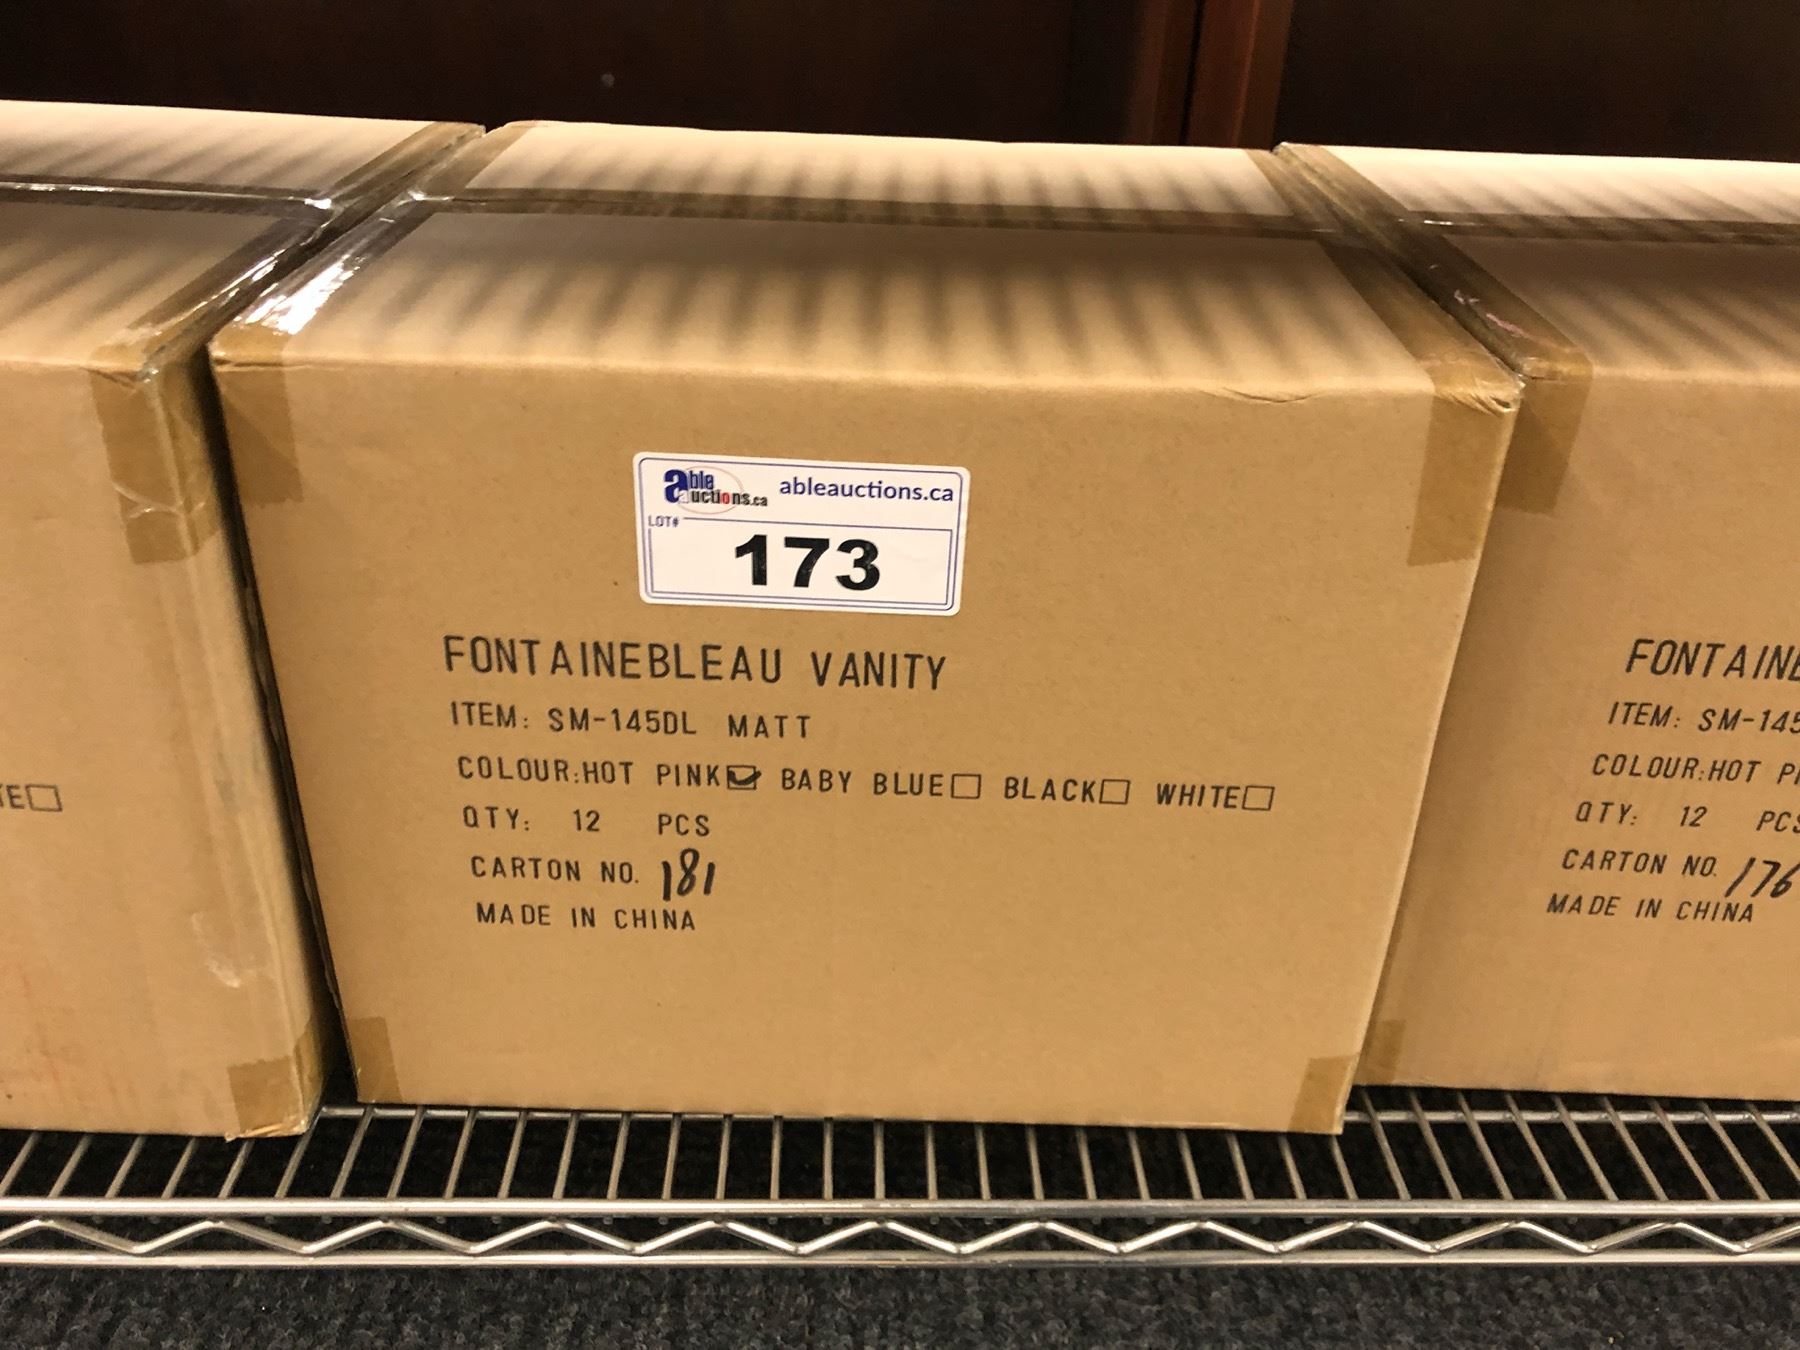 able auctions.ca ableauctions.ca
LOT#
173
FONTAINEBLEAU VANITY
ITEM: SM-145DL MATT
COLOUR:HOT PINK☑ BABY BLUE☐ BLACK☐ WHITE☐
QTY: 12 PCS
CARTON NO. 181
MADE IN CHINA
TE☐
FONTAINE
ITEM: SM-145
COLOUR:HOT PI
QTY: 12 PCS
CARTON NO. 176
MADE IN CHINA